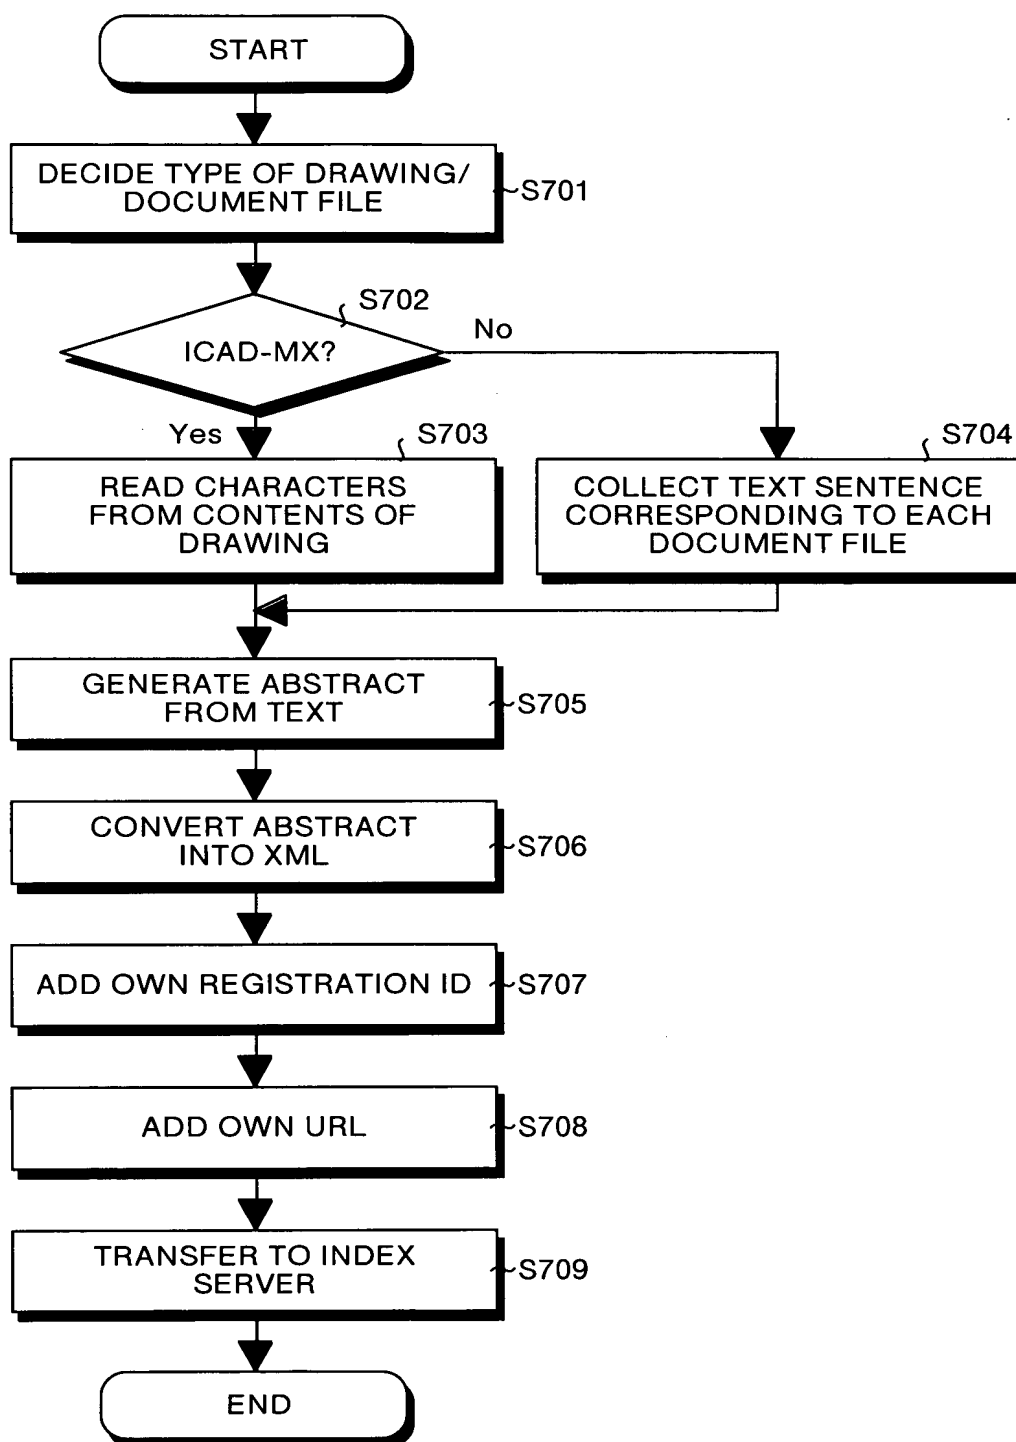 START
DECIDE TYPE OF DRAWING/
DOCUMENT FILE
S701
S702
ICAD-MX?
No
Yes
S703
READ CHARACTERS
FROM CONTENTS OF
DRAWING
S704
COLLECT TEXT SENTENCE
CORRESPONDING TO EACH
DOCUMENT FILE
GENERATE ABSTRACT
FROM TEXT
S705
CONVERT ABSTRACT
INTO XML
S706
ADD OWN REGISTRATION ID
S707
ADD OWN URL
S708
TRANSFER TO INDEX
SERVER
S709
END